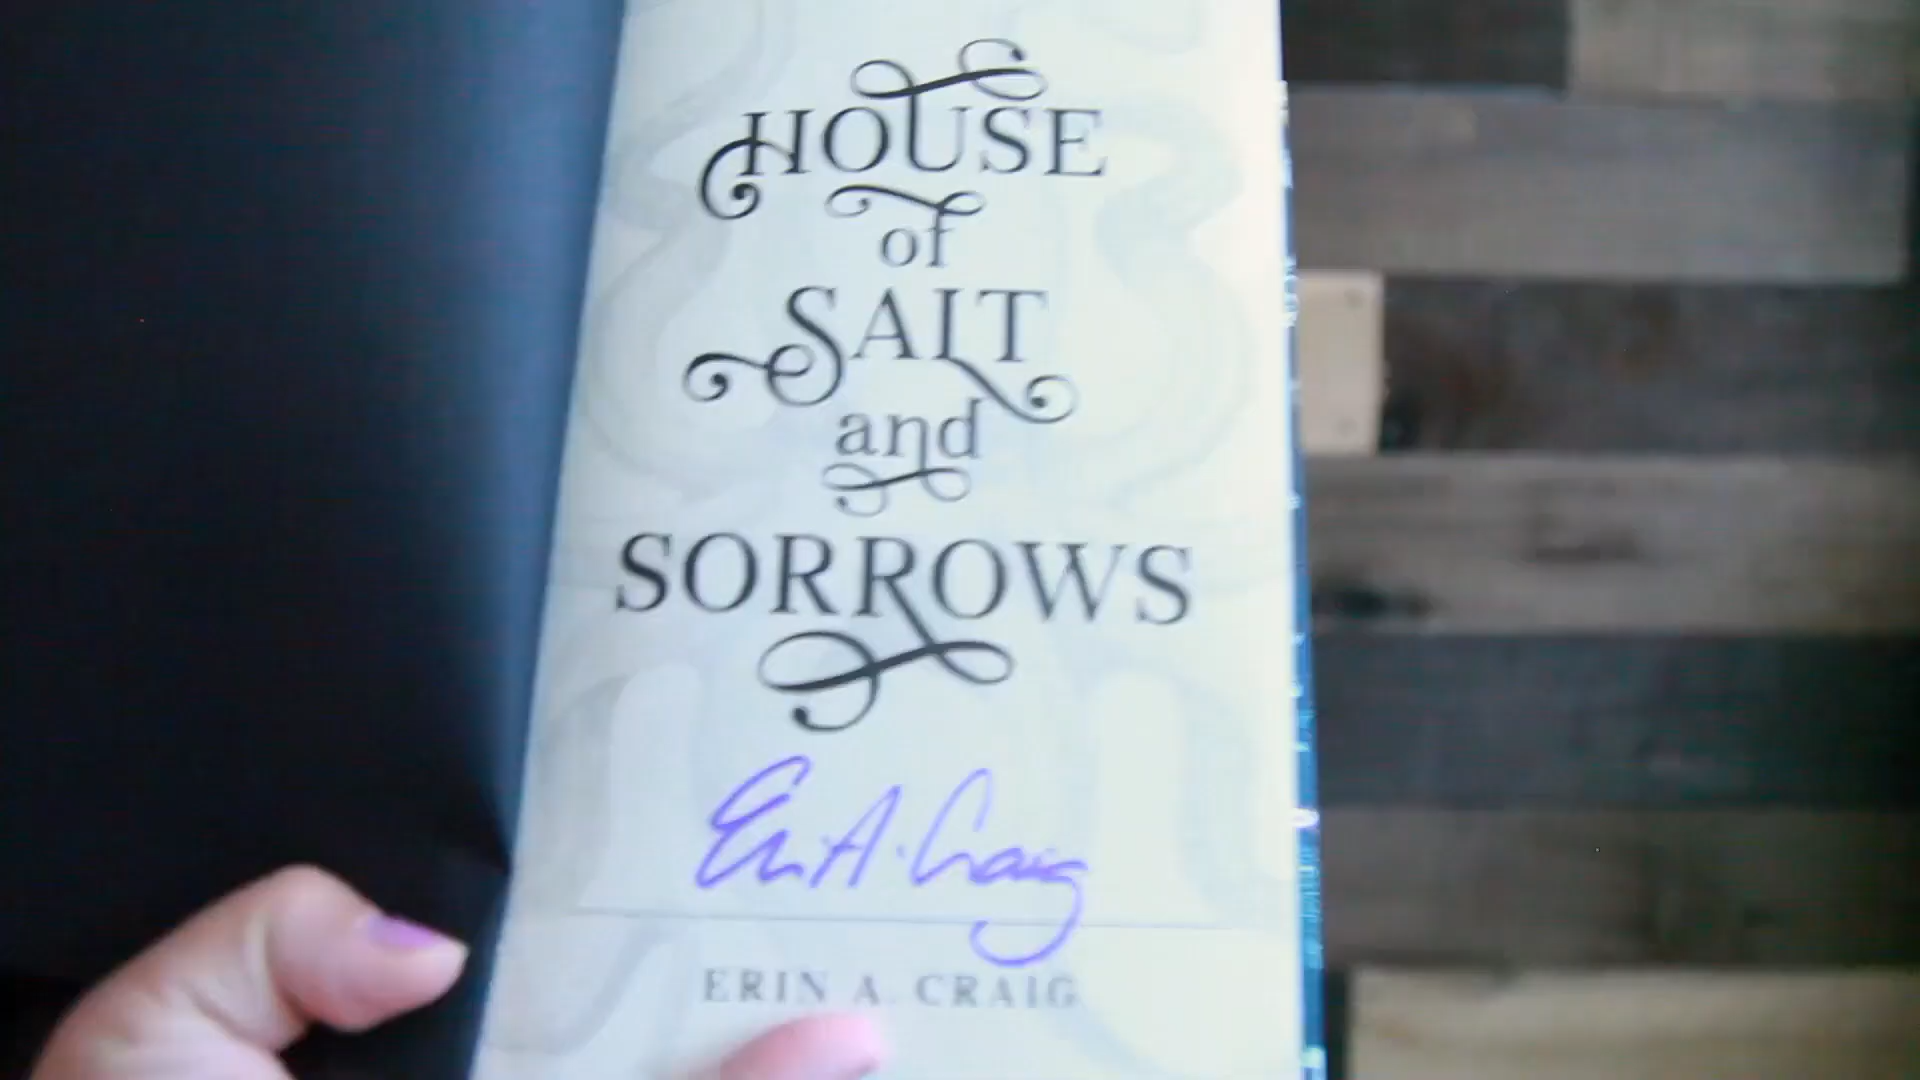 HOUSE
of
SALT
and
SORROWS
Erin A. Craig
ERIN A. CRAIG